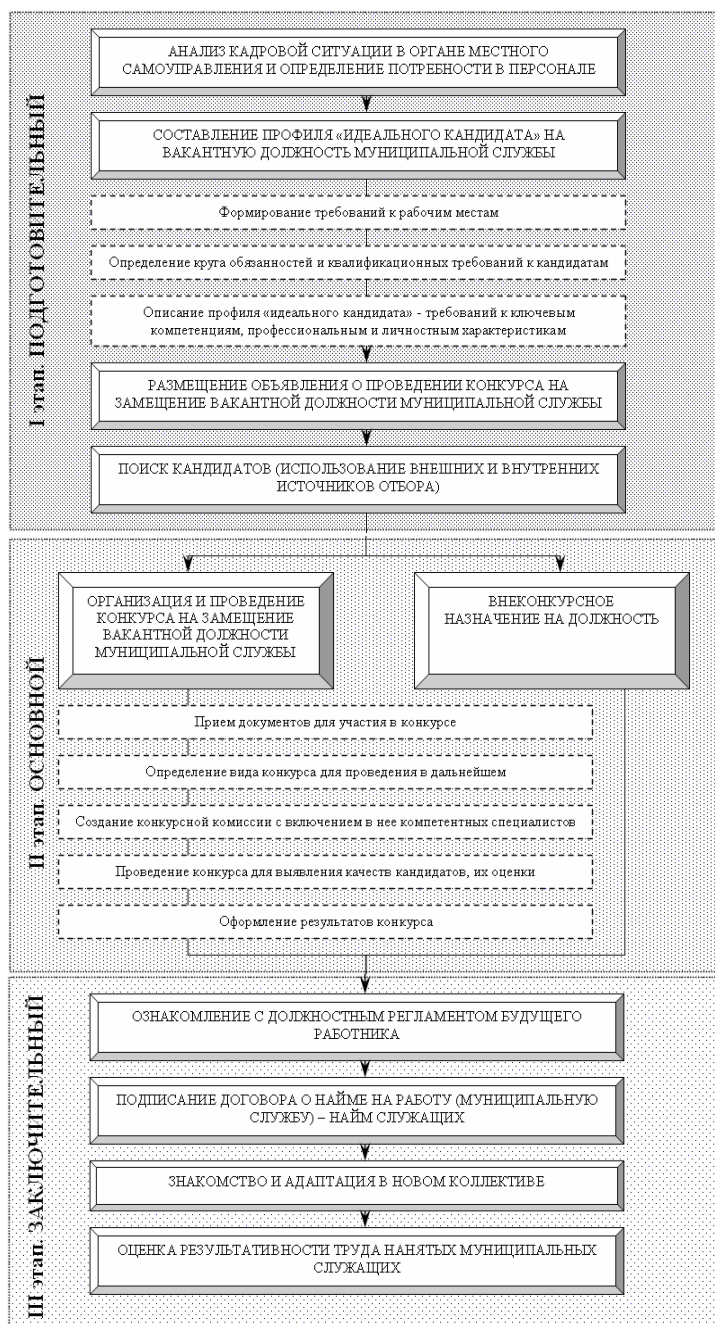 I этап. ПОДГОТОВИТЕЛЬНЫЙ
АНАЛИЗ КАДРОВОЙ СИТУАЦИИ В ОРГАНЕ МЕСТНОГО
САМОУПРАВЛЕНИЯ И ОПРЕДЕЛЕНИЕ ПОТРЕБНОСТИ В ПЕРСОНАЛЕ
СОСТАВЛЕНИЕ ПРОФИЛЯ «ИДЕАЛЬНОГО КАНДИДАТА» НА
ВАКАНТНУЮ ДОЛЖНОСТЬ МУНИЦИПАЛЬНОЙ СЛУЖБЫ
Формирование требований к рабочим местам
Определение круга обязанностей и квалификационных требований к кандидатам
Описание профиля «идеального кандидата» - требований к ключевым
компетенциям, профессиональным и личностным характеристикам
РАЗМЕЩЕНИЕ ОБЪЯВЛЕНИЯ О ПРОВЕДЕНИИ КОНКУРСА НА
ЗАМЕЩЕНИЕ ВАКАНТНОЙ ДОЛЖНОСТИ МУНИЦИПАЛЬНОЙ СЛУЖБЫ
ПОИСК КАНДИДАТОВ (ИСПОЛЬЗОВАНИЕ ВНЕШНИХ И ВНУТРЕННИХ
ИСТОЧНИКОВ ОТБОРА)
II этап. ОСНОВНОЙ
ОРГАНИЗАЦИЯ И ПРОВЕДЕНИЕ
КОНКУРСА НА ЗАМЕЩЕНИЕ
ВАКАНТНОЙ ДОЛЖНОСТИ
МУНИЦИПАЛЬНОЙ СЛУЖБЫ
ВНЕКОНКУРСНОЕ
НАЗНАЧЕНИЕ НА ДОЛЖНОСТЬ
Прием документов для участия в конкурсе
Определение вида конкурса для проведения в дальнейшем
Создание конкурсной комиссии с включением в нее компетентных специалистов
Проведение конкурса для выявления качеств кандидатов, их оценки
Оформление результатов конкурса
III этап. ЗАКЛЮЧИТЕЛЬНЫЙ
ОЗНАКОМЛЕНИЕ С ДОЛЖНОСТНЫМ РЕГЛАМЕНТОМ БУДУЩЕГО
РАБОТНИКА
ПОДПИСАНИЕ ДОГОВОРА О НАЙМЕ НА РАБОТУ (МУНИЦИПАЛЬНУЮ
СЛУЖБУ) – НАЙМ СЛУЖАЩИХ
ЗНАКОМСТВО И АДАПТАЦИЯ В НОВОМ КОЛЛЕКТИВЕ
ОЦЕНКА РЕЗУЛЬТАТИВНОСТИ ТРУДА НАНЯТЫХ МУНИЦИПАЛЬНЫХ
СЛУЖАЩИХ